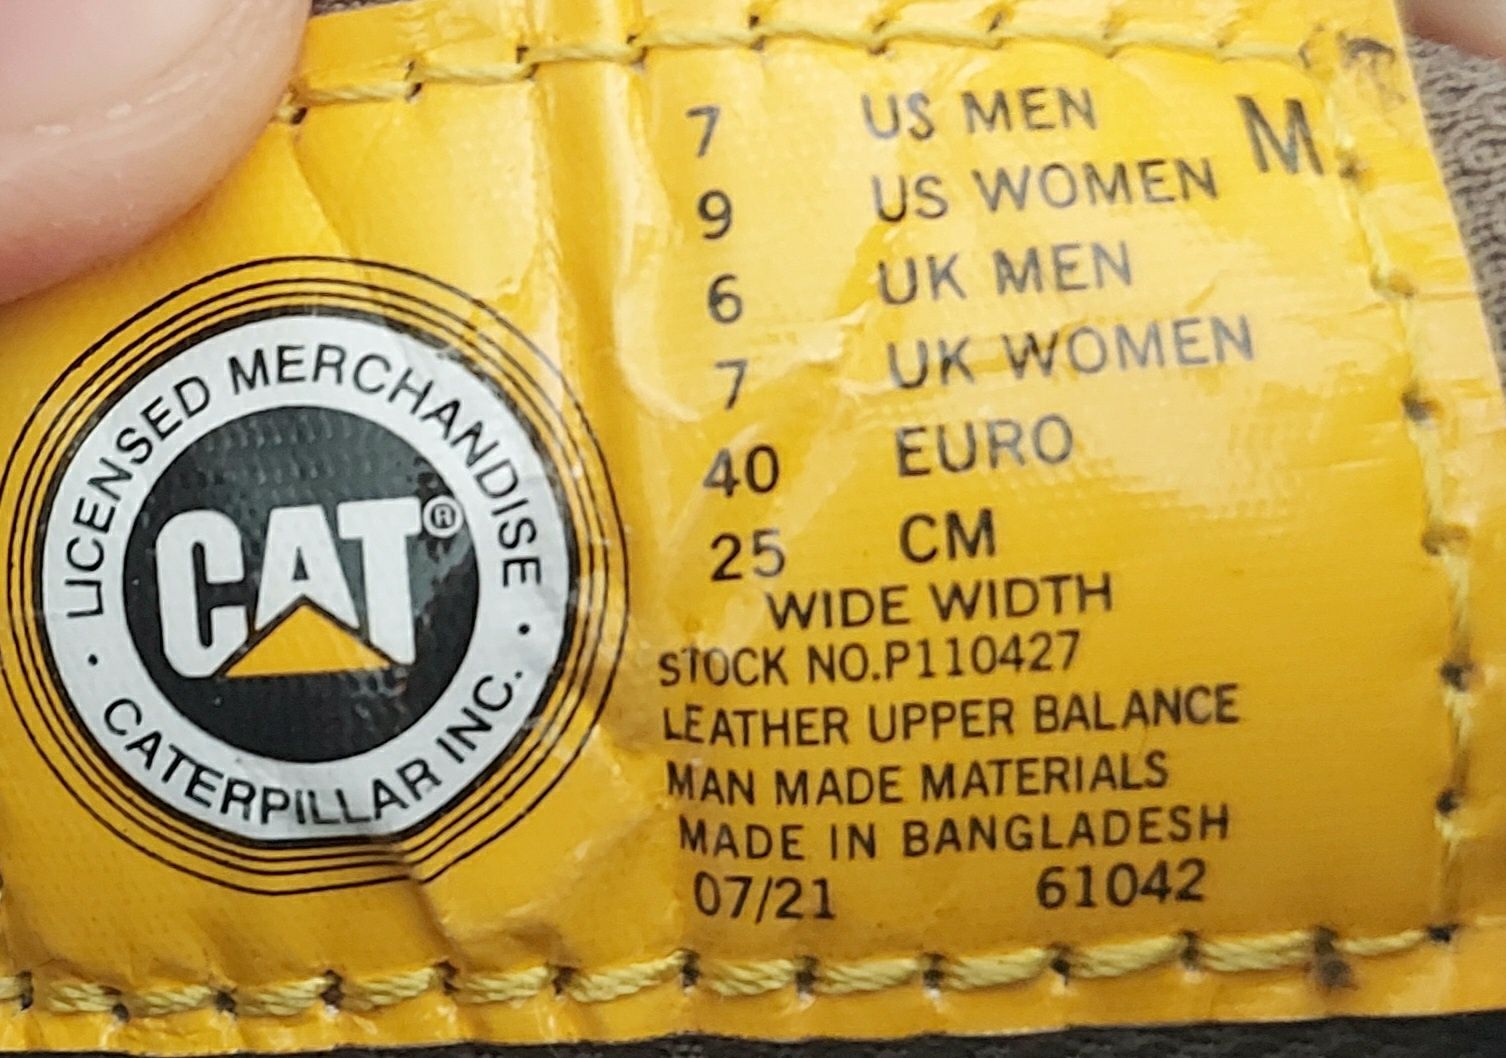 LICENSED MERCHANDISE
CAT®
· CATERPILLAR INC. ·
7 US MEN M
9 US WOMEN
6 UK MEN
7 UK WOMEN
40 EURO
25 CM
WIDE WIDTH
STOCK NO.P110427
LEATHER UPPER BALANCE
MAN MADE MATERIALS
MADE IN BANGLADESH
07/21 61042